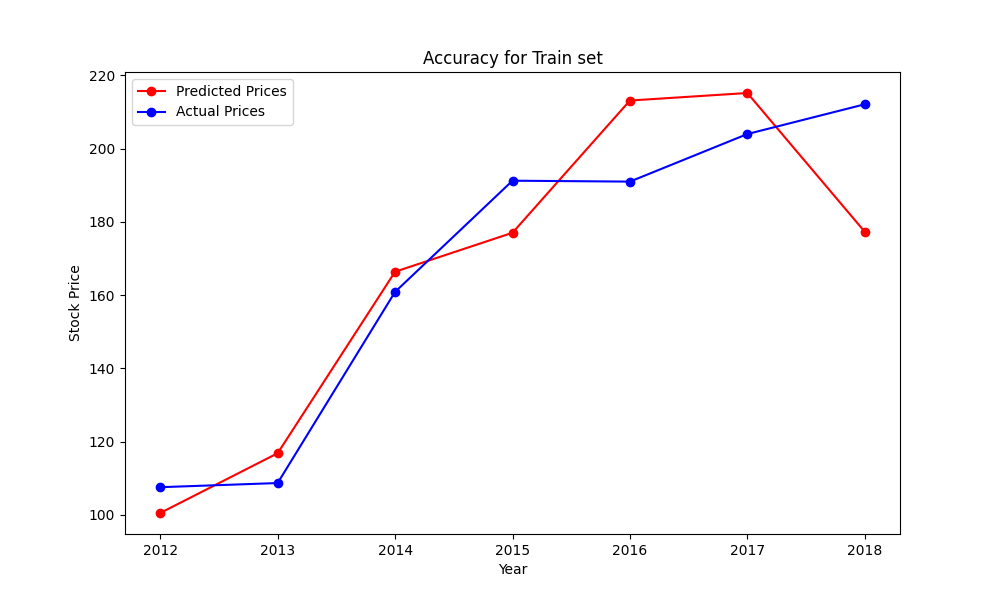 Accuracy for Train set
Predicted Prices
Actual Prices
220
200
180
160
140
120
100
Stock Price
2012 2013 2014 2015 2016 2017 2018
Year